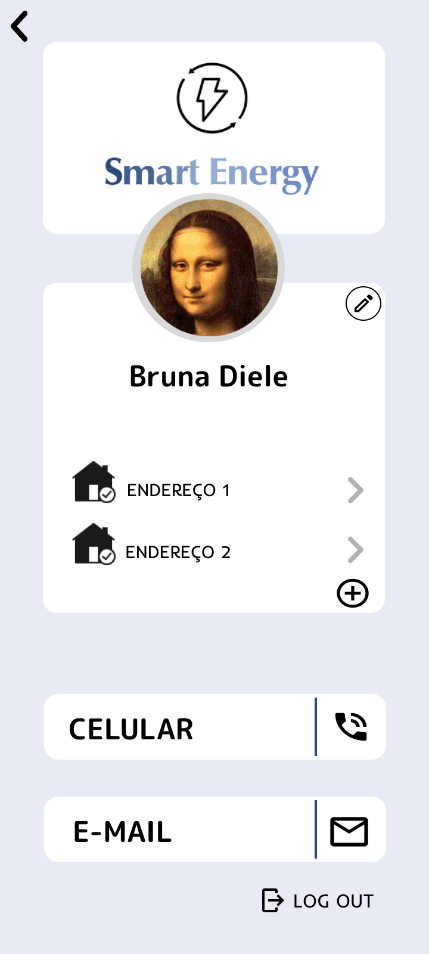 Smart Energy
Bruna Diele
ENDEREÇO 1
ENDEREÇO 2
CELULAR
E-MAIL
LOG OUT